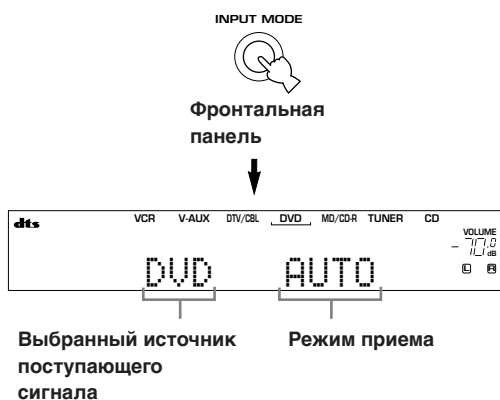 INPUT MODE
Фронтальная
панель
dts VCR V-AUX DTV/CBL DVD MD/CD-R TUNER CD
VOLUME
-70.0 dB
L R
DVD AUTO
Выбранный источник
поступающего
сигнала
Режим приема